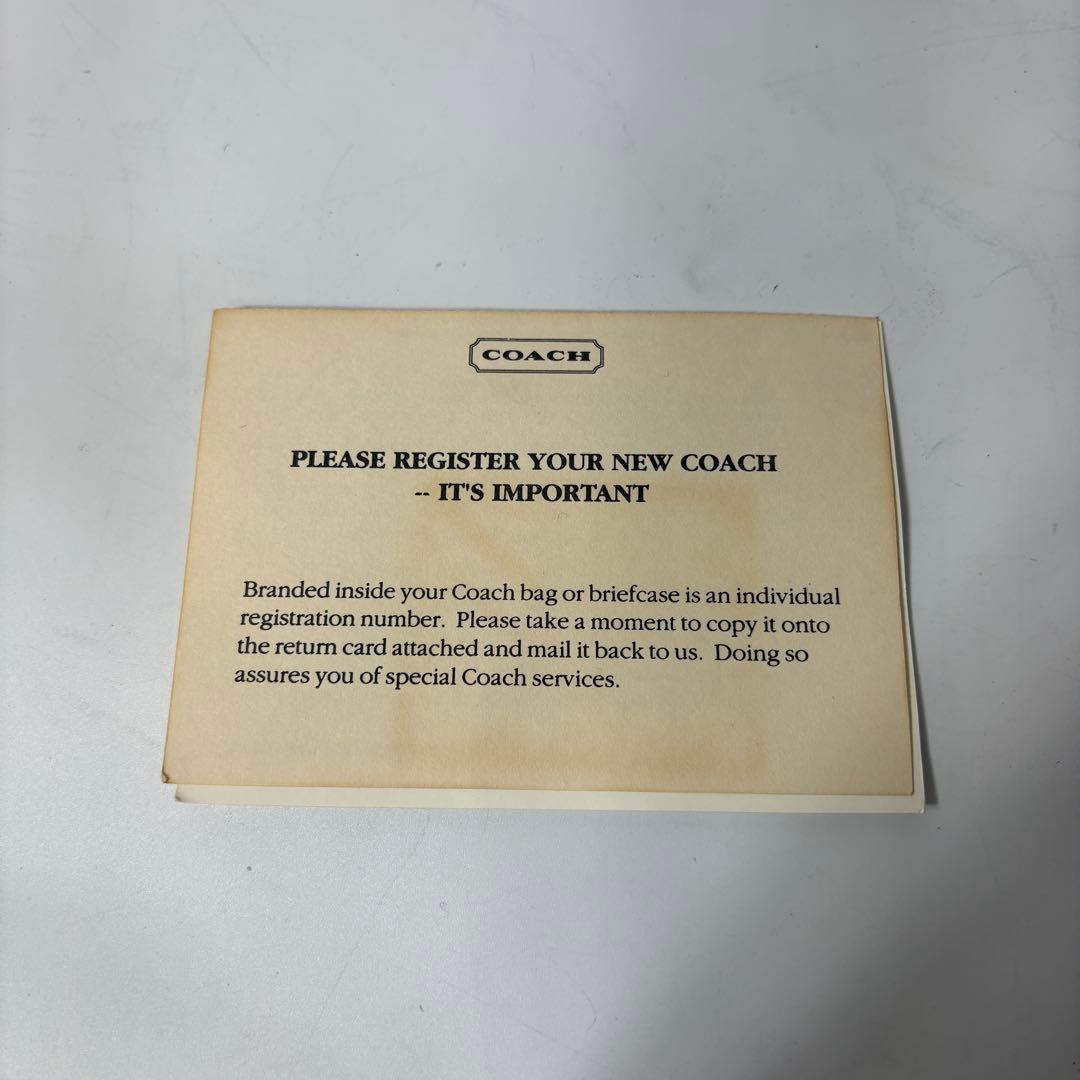 COACH
PLEASE REGISTER YOUR NEW COACH
-- IT'S IMPORTANT
Branded inside your Coach bag or briefcase is an individual
registration number. Please take a moment to copy it onto
the return card attached and mail it back to us. Doing so
assures you of special Coach services.